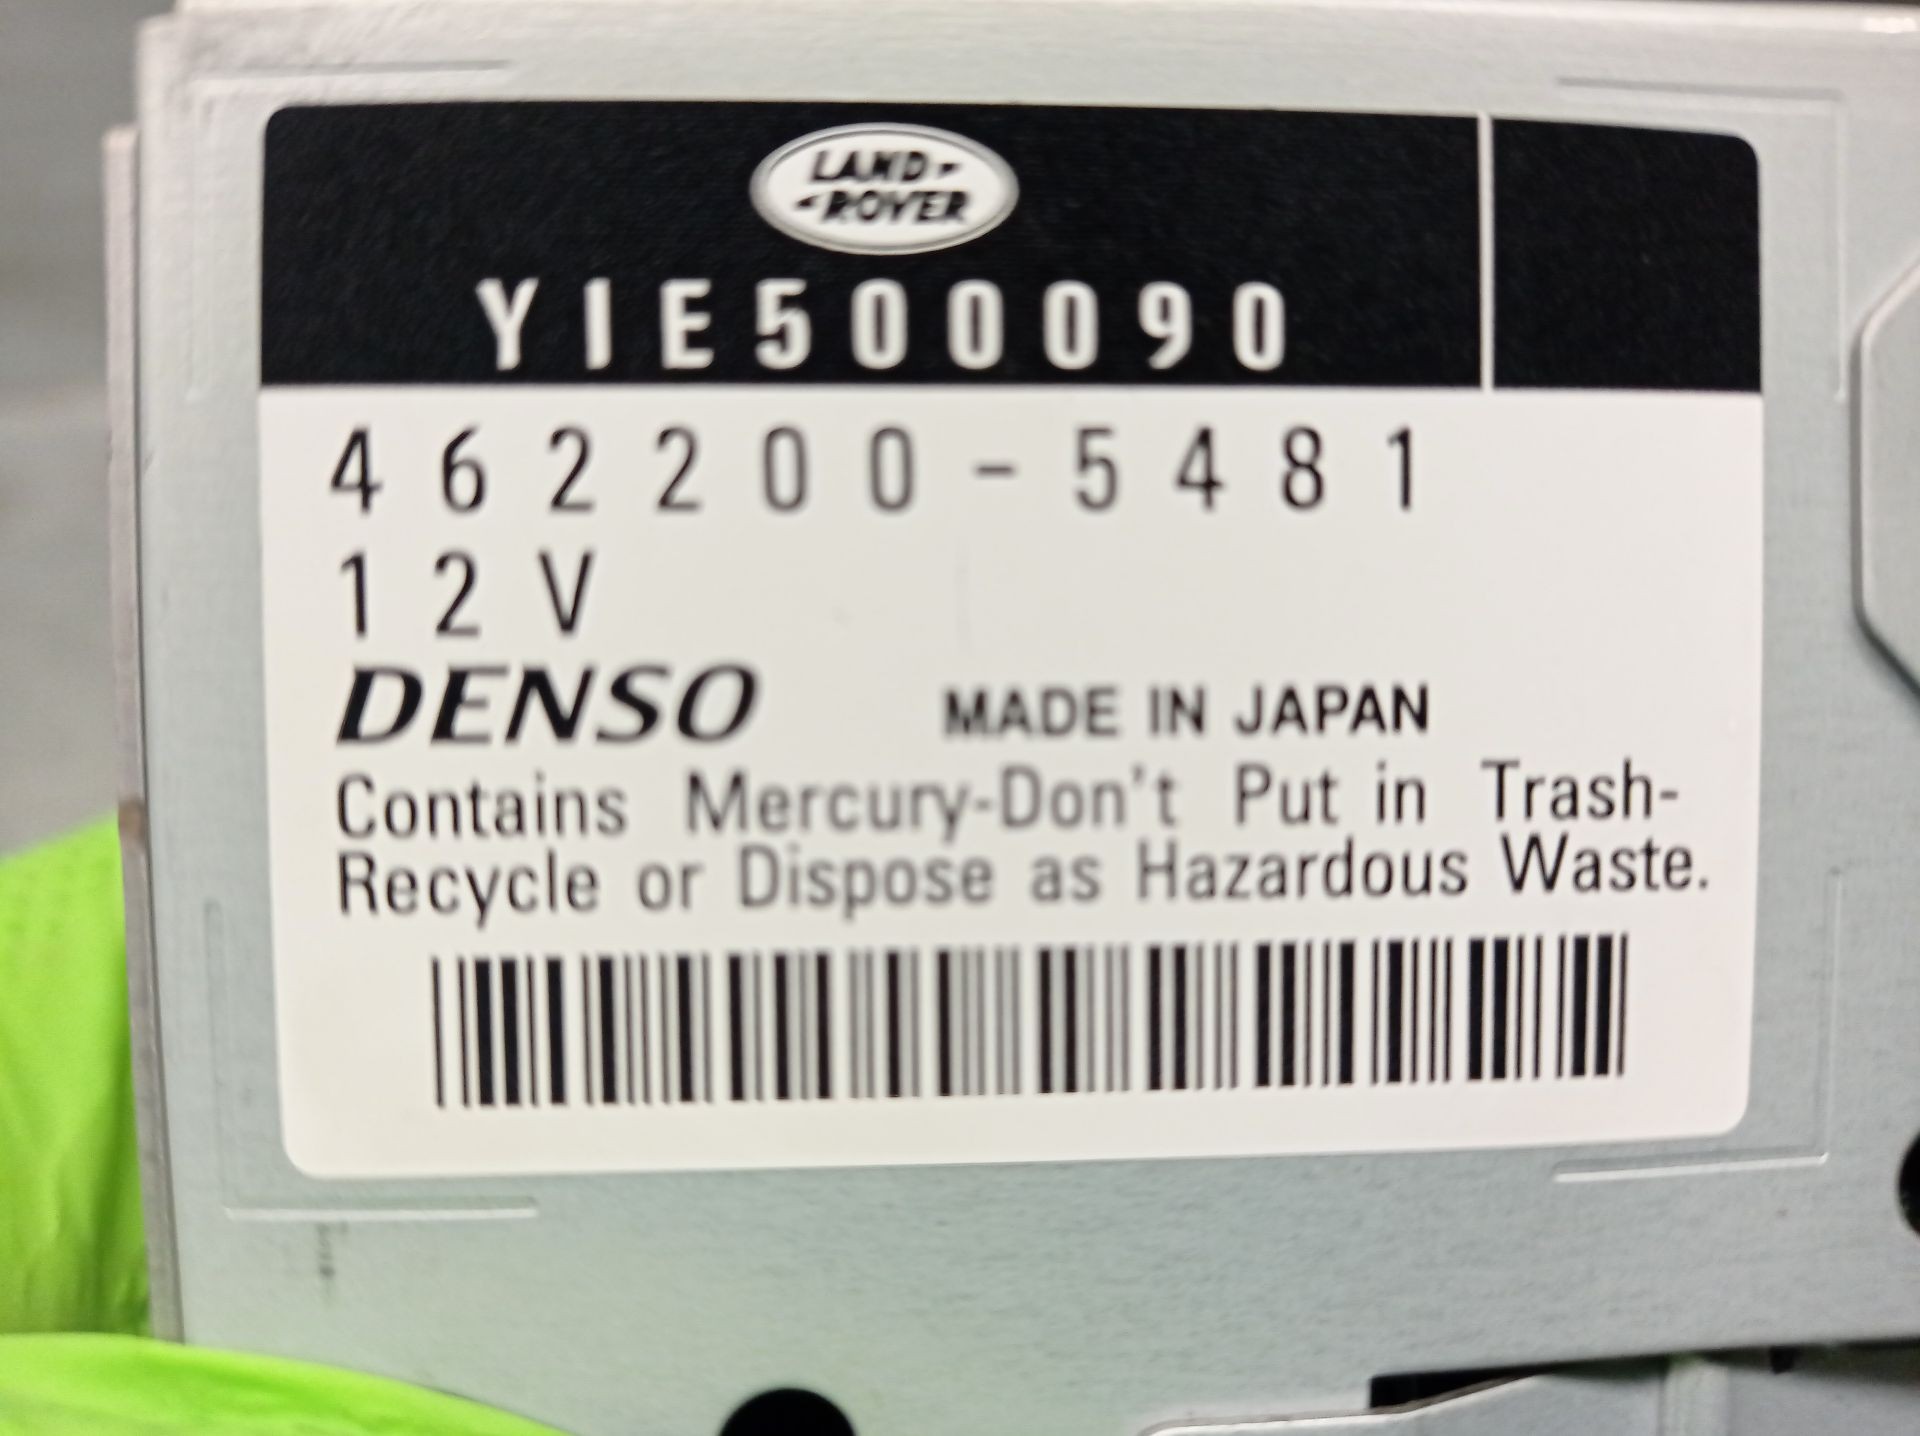 LAND-
-ROVER
YIE500090
462200-5481
12V
DENSO MADE IN JAPAN
Contains Mercury-Don't Put in Trash-
Recycle or Dispose as Hazardous Waste.